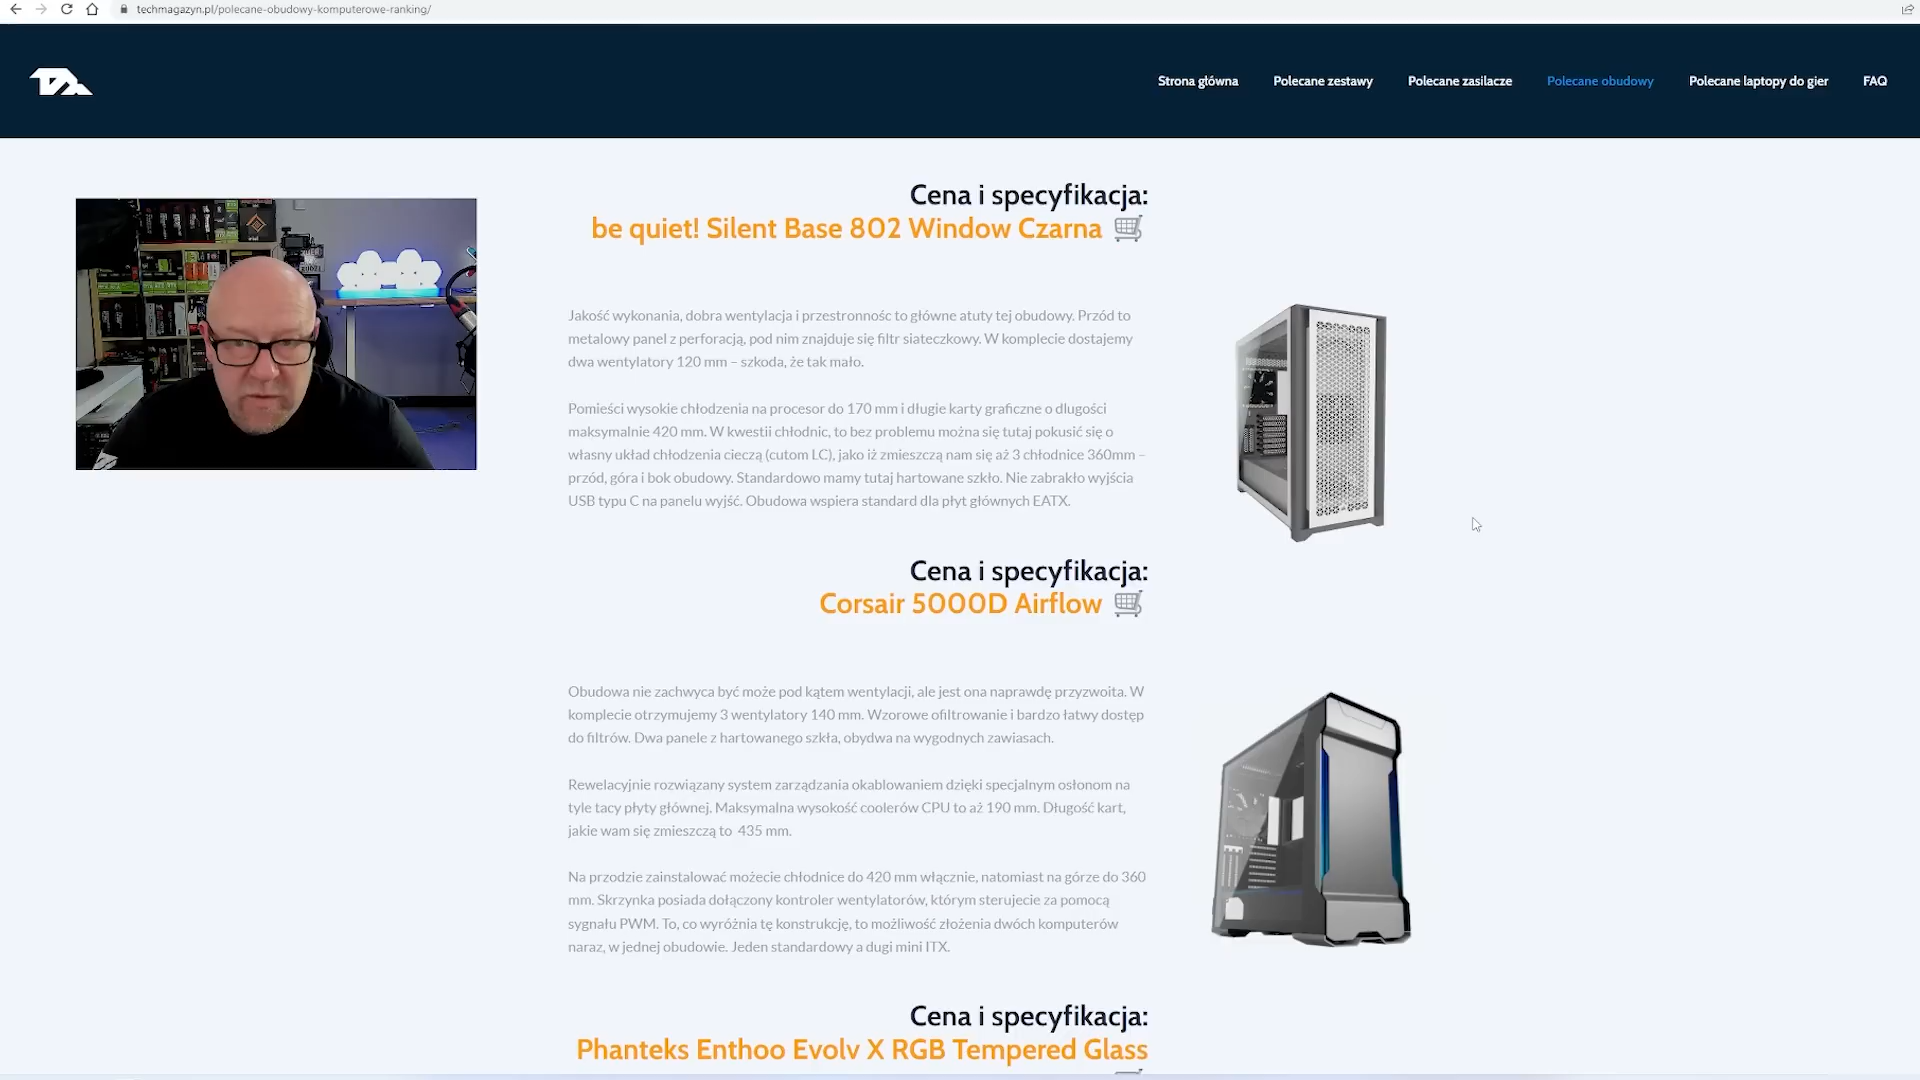 techmagazyn.pl/polecane-obudowy-komputerowe-ranking/
Strona główna Polecane zestawy Polecane zasilacze Polecane obudowy Polecane laptopy do gier FAQ
Cena i specyfikacja:
be quiet! Silent Base 802 Window Czarna
Jakość wykonania, dobra wentylacja i przestronnośc to główne atuty tej obudowy. Przód to
metalowy panel z perforacją, pod nim znajduje się filtr siateczkowy. W komplecie dostajemy
dwa wentylatory 120 mm – szkoda, że tak mało.
Pomieści wysokie chłodzenia na procesor do 170 mm i długie karty graficzne o dlugości
maksymalnie 420 mm. W kwestii chłodnic, to bez problemu można się tutaj pokusić się o
własny układ chłodzenia cieczą (cutom LC), jako iż zmieszczą nam się aż 3 chłodnice 360mm –
przód, góra i bok obudowy. Standardowo mamy tutaj hartowane szkło. Nie zabrakło wyjścia
USB typu C na panelu wyjść. Obudowa wspiera standard dla płyt głównych EATX.
Cena i specyfikacja:
Corsair 5000D Airflow
Obudowa nie zachwyca być może pod kątem wentylacji, ale jest ona naprawdę przyzwoita. W
komplecie otrzymujemy 3 wentylatory 140 mm. Wzorowe ofiltrowanie i bardzo łatwy dostęp
do filtrów. Dwa panele z hartowanego szkła, obydwa na wygodnych zawiasach.
Rewelacyjnie rozwiązany system zarządzania okablowaniem dzięki specjalnym osłonom na
tyle tacy płyty głównej. Maksymalna wysokość coolerów CPU to aż 190 mm. Długość kart,
jakie wam się zmieszczą to 435 mm.
Na przodzie zainstalować możecie chłodnice do 420 mm włącznie, natomiast na górze do 360
mm. Skrzynka posiada dołączony kontroler wentylatorów, którym sterujecie za pomocą
sygnału PWM. To, co wyróżnia tę konstrukcję, to możliwość złożenia dwóch komputerów
naraz, w jednej obudowie. Jeden standardowy a dugi mini ITX.
Cena i specyfikacja:
Phanteks Enthoo Evolv X RGB Tempered Glass